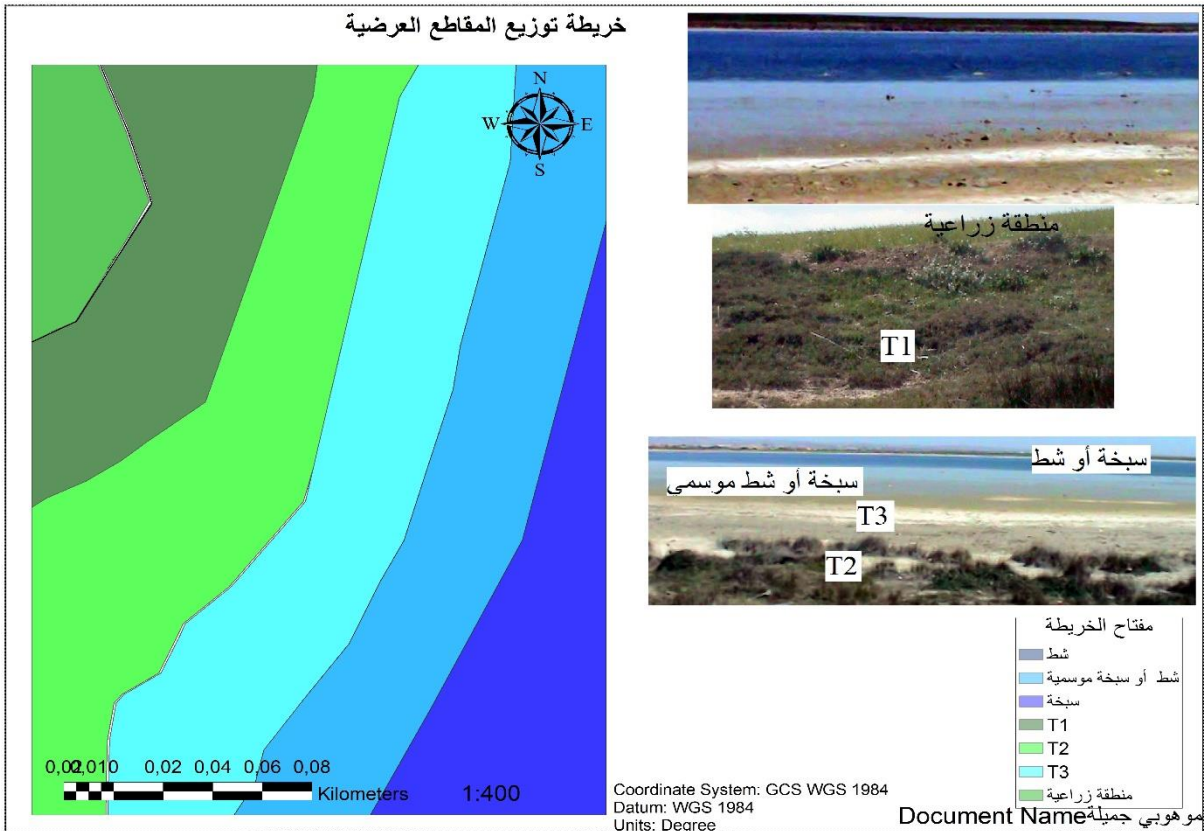 خريطة توزيع المقاطع العرضية
N
W E
S
منطقة زراعية
T1
سبخة أو شط
سبخة أو شط موسمي
T3
T2
مفتاح الخريطة
شط
شط أو سبخة موسمية
سبخة
T1
T2
T3
منطقة زراعية
0,02 0,01 0 0,02 0,04 0,06 0,08
Kilometers 1:400
Coordinate System: GCS WGS 1984
Datum: WGS 1984
Units: Degree
Document Name موهوبي جميلة